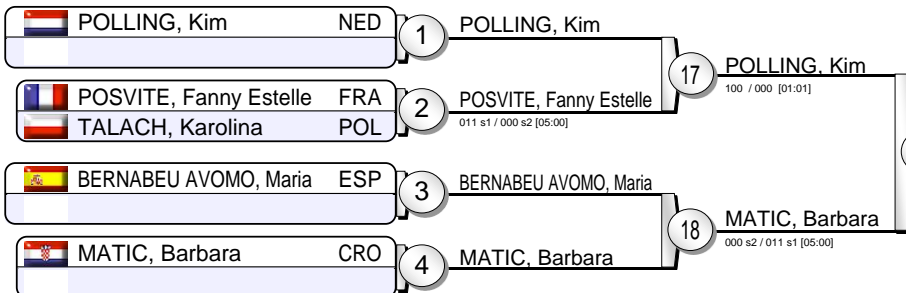 POLLING, Kim NED
1
POLLING, Kim
POSVITE, Fanny Estelle FRA
TALACH, Karolina POL
2
POSVITE, Fanny Estelle
011 s1 / 000 s2 [05:00]
17
POLLING, Kim
100 / 000 [01:01]
BERNABEU AVOMO, Maria ESP
3
BERNABEU AVOMO, Maria
MATIC, Barbara CRO
4
MATIC, Barbara
18
MATIC, Barbara
000 s2 / 011 s1 [05:00]